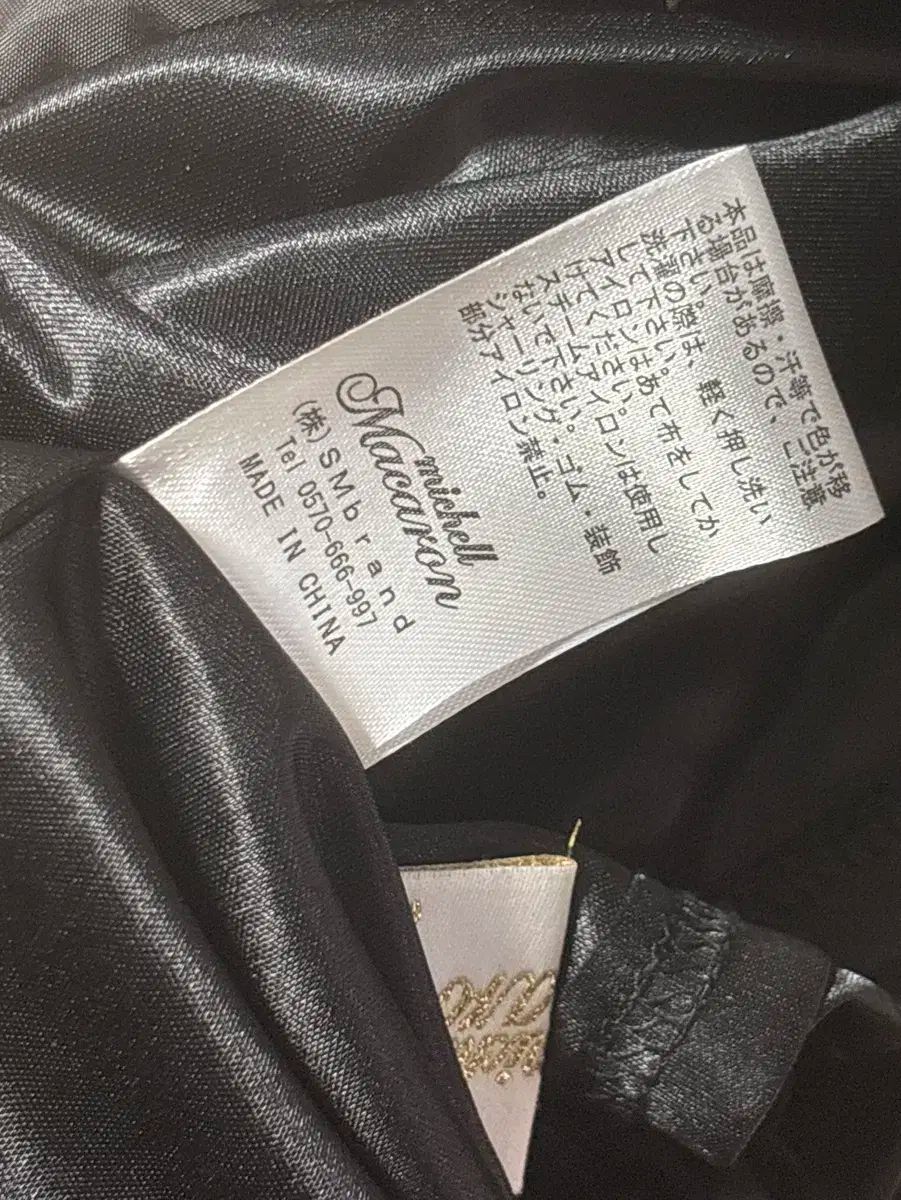 本品は摩擦・汗等で色が移
る場合があるので、ご注意
下さい。
洗濯の際は、軽く押し洗い
して下さい。
アイロンはあて布をしてか
けてください。
スチームアイロンは使用し
ないで下さい。
シャーリング・ゴム・装飾
部分アイロン禁止。
michell
Macaron
(株)SMbrand
Tel 0570-666-997
MADE IN CHINA